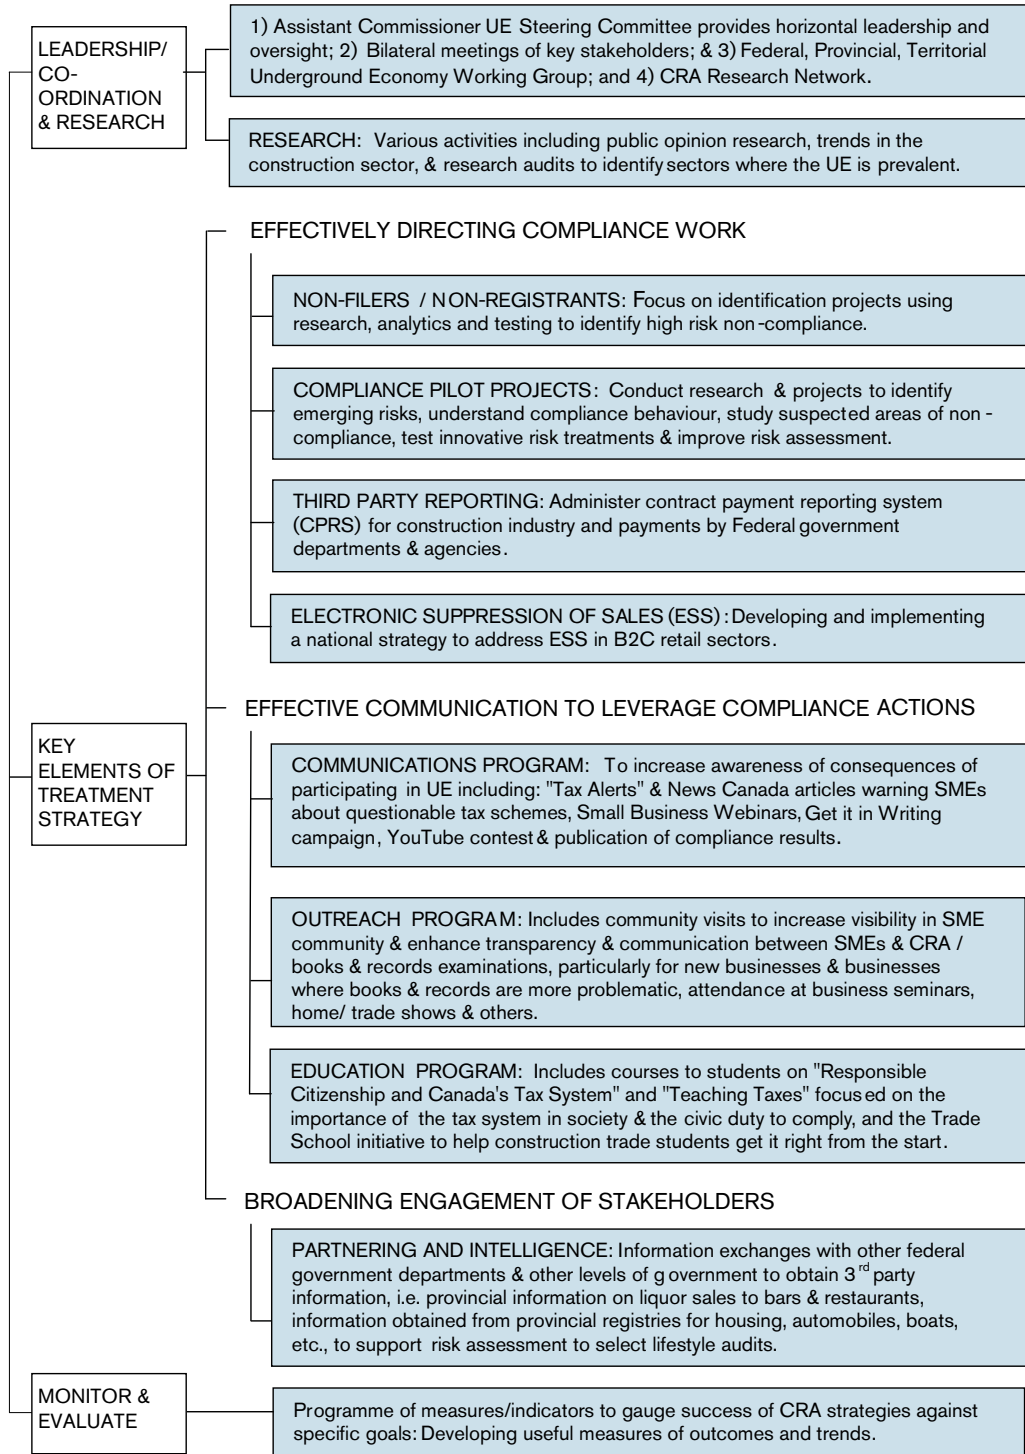 LEADERSHIP/
CO-
ORDINATION
& RESEARCH
1) Assistant Commissioner UE Steering Committee provides horizontal leadership and
oversight; 2) Bilateral meetings of key stakeholders; & 3) Federal, Provincial, Territorial
Underground Economy Working Group; and 4) CRA Research Network.
RESEARCH: Various activities including public opinion research, trends in the
construction sector, & research audits to identify sectors where the UE is prevalent.
KEY
ELEMENTS OF
TREATMENT
STRATEGY
EFFECTIVELY DIRECTING COMPLIANCE WORK
NON-FILERS / NON-REGISTRANTS: Focus on identification projects using
research, analytics and testing to identify high risk non-compliance.
COMPLIANCE PILOT PROJECTS: Conduct research & projects to identify
emerging risks, understand compliance behaviour, study suspected areas of non-
compliance, test innovative risk treatments & improve risk assessment.
THIRD PARTY REPORTING: Administer contract payment reporting system
(CPRS) for construction industry and payments by Federal government
departments & agencies.
ELECTRONIC SUPPRESSION OF SALES (ESS): Developing and implementing
a national strategy to address ESS in B2C retail sectors.
EFFECTIVE COMMUNICATION TO LEVERAGE COMPLIANCE ACTIONS
COMMUNICATIONS PROGRAM: To increase awareness of consequences of
participating in UE including: "Tax Alerts" & News Canada articles warning SMEs
about questionable tax schemes, Small Business Webinars, Get it in Writing
campaign, YouTube contest & publication of compliance results.
OUTREACH PROGRAM: Includes community visits to increase visibility in SME
community & enhance transparency & communication between SMEs & CRA /
books & records examinations, particularly for new businesses & businesses
where books & records are more problematic, attendance at business seminars,
home/ trade shows & others.
EDUCATION PROGRAM: Includes courses to students on "Responsible
Citizenship and Canada's Tax System" and "Teaching Taxes" focused on the
importance of the tax system in society & the civic duty to comply, and the Trade
School initiative to help construction trade students get it right from the start.
BROADENING ENGAGEMENT OF STAKEHOLDERS
PARTNERING AND INTELLIGENCE: Information exchanges with other federal
government departments & other levels of government to obtain 3rd party
information, i.e. provincial information on liquor sales to bars & restaurants,
information obtained from provincial registries for housing, automobiles, boats,
etc., to support risk assessment to select lifestyle audits.
MONITOR &
EVALUATE
Programme of measures/indicators to gauge success of CRA strategies against
specific goals: Developing useful measures of outcomes and trends.